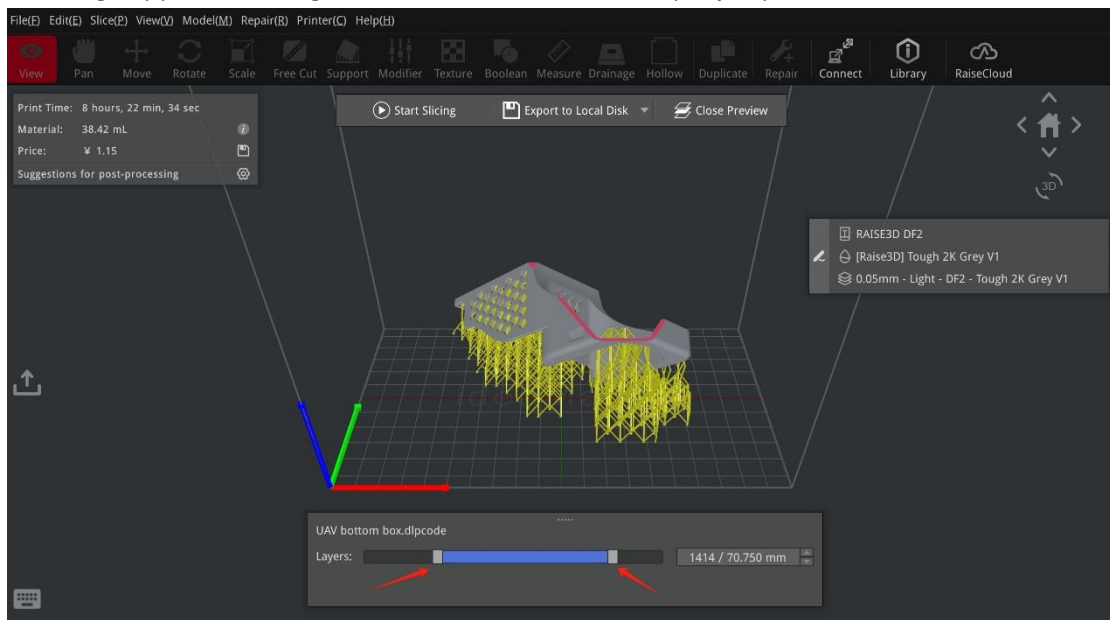 File(F) Edit(E) Slice(P) View(V) Model(M) Repair(R) Printer(C) Help(H)
View Pan Move Rotate Scale Free Cut Support Modifier Texture Boolean Measure Drainage Hollow Duplicate Repair Connect Library RaiseCloud
Print Time: 8 hours, 22 min, 34 sec
Material: 38.42 mL
Price: ¥ 1.15
Suggestions for post-processing
Start Slicing Export to Local Disk Close Preview
3D
RAISE3D DF2
[Raise3D] Tough 2K Grey V1
0.05mm - Light - DF2 - Tough 2K Grey V1
UAV bottom box.dlpcode
Layers: 1414 / 70.750 mm